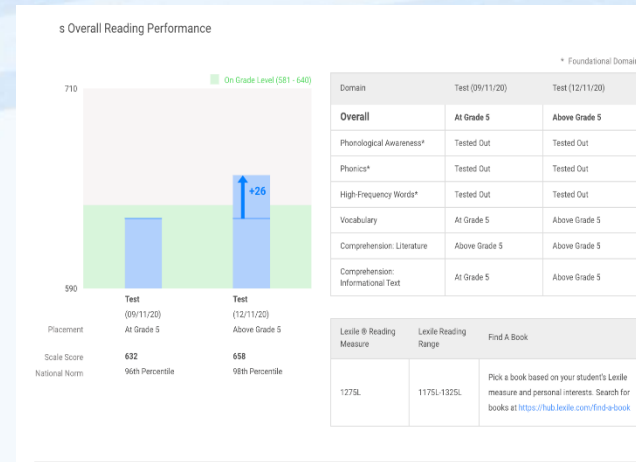 s Overall Reading Performance
* Foundational Domain
On Grade Level (581 - 640)
710
+26
590
Test
(09/11/20)
Test
(12/11/20)
Placement
At Grade 5
Above Grade 5
Scale Score
632
658
National Norm
96th Percentile
98th Percentile
Domain
Test (09/11/20)
Test (12/11/20)
Overall
At Grade 5
Above Grade 5
Phonological Awareness*
Tested Out
Tested Out
Phonics*
Tested Out
Tested Out
High-Frequency Words*
Tested Out
Tested Out
Vocabulary
At Grade 5
Above Grade 5
Comprehension: Literature
Above Grade 5
Above Grade 5
Comprehension:
Informational Text
At Grade 5
Above Grade 5
Lexile ® Reading
Measure
Lexile Reading
Range
Find A Book
1275L
1175L-1325L
Pick a book based on your student's Lexile
measure and personal interests. Search for
books at https://hub.lexile.com/find-a-book